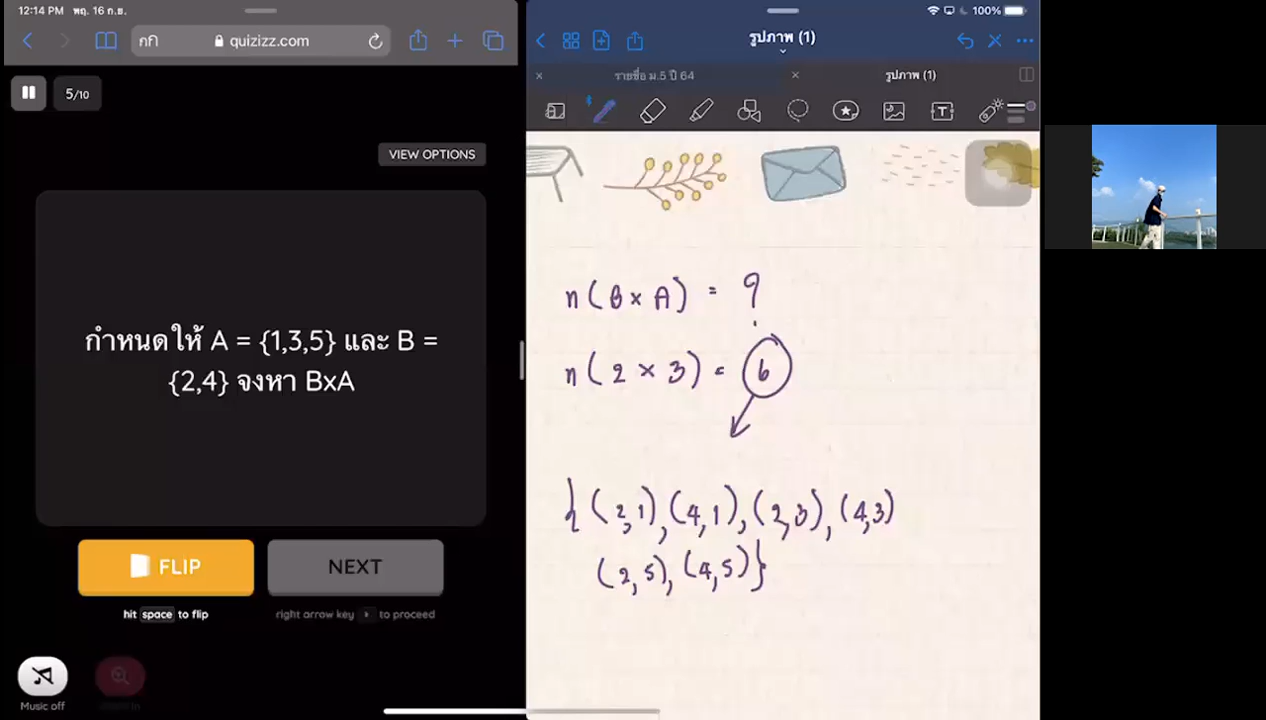 12:14 PM พฤ. 16 ก.ย.
100%
กก quizizz.com
รูปภาพ (1)
รายชื่อ ม.5 ปี 64
รูปภาพ (1)
5/10
VIEW OPTIONS
กำหนดให้ A = {1,3,5} และ B =
{2,4} จงหา BxA
FLIP
NEXT
hit space to flip
right arrow key to proceed
Music off
n(B×A) = ?
n(2×3) = 6
{(2,1),(4,1),(2,3),(4,3)
(2,5),(4,5)}